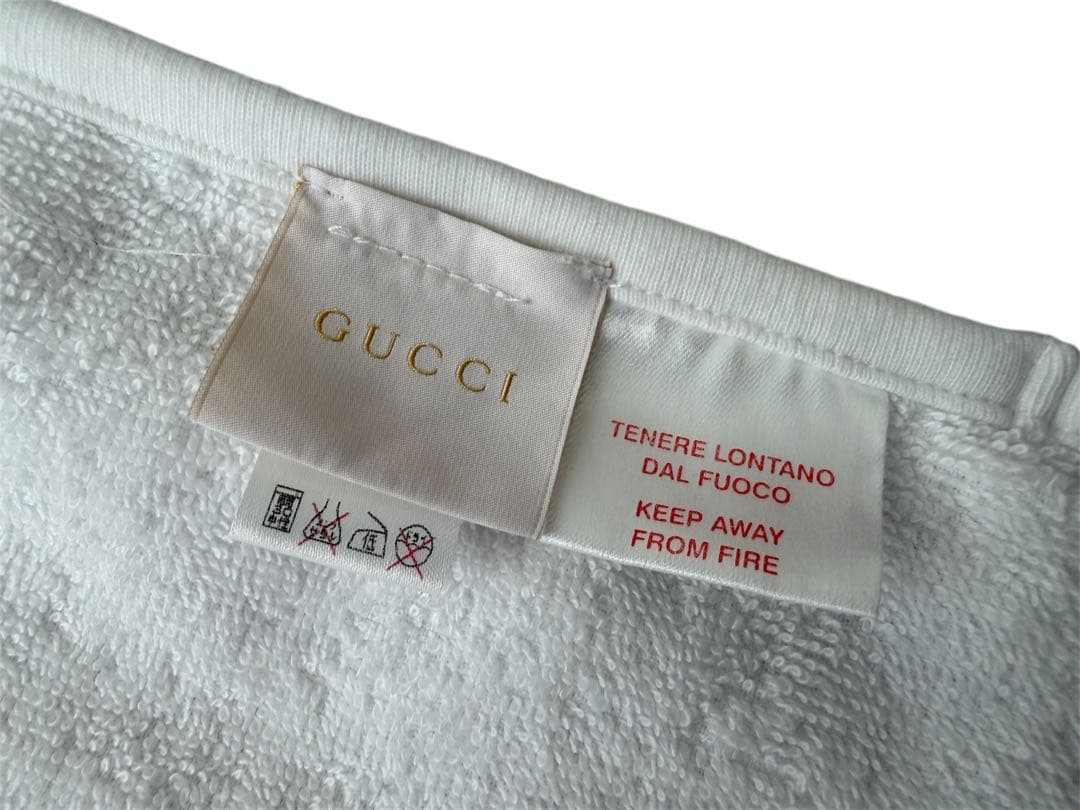 GUCCI
TENERE LONTANO
DAL FUOCO
KEEP AWAY
FROM FIRE